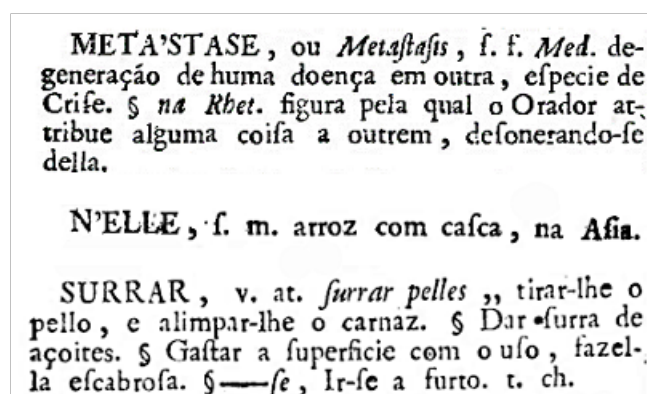 META'STASE, ou Metaſtaſis, ſ. f. Med. de-
generaçáo de huma doença em outra, eſpecie de
Criſe. § na Rhet. figura pela qual o Orador at-
tribue alguma coiſa a outrem, deſonerando-ſe
della.
N'ELLE, ſ. m. arroz com caſca, na Aſia.
SURRAR, v. at. ſurrar pelles ,, tirar-lhe o
pello, e alimpar-lhe o carnaz. § Dar ſurra de
açoites. § Gaſtar a ſuperficie com o uſo, fazel-
la eſcabroſa. §——ſe, Ir-ſe a furto. t. ch.